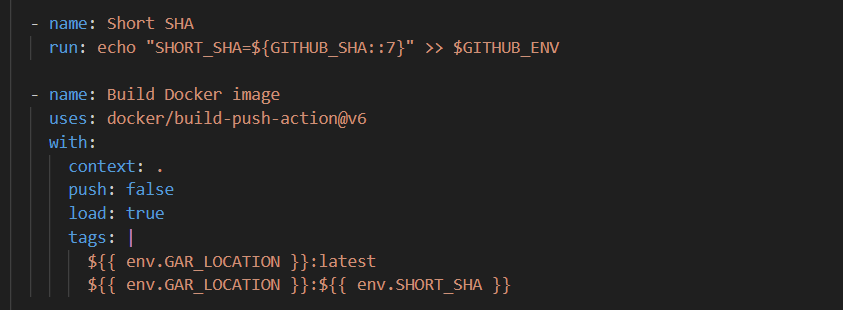 - name: Short SHA
run: echo "SHORT_SHA=${GITHUB_SHA::7}" >> $GITHUB_ENV
- name: Build Docker image
uses: docker/build-push-action@v6
with:
context: .
push: false
load: true
tags: |
${{ env.GAR_LOCATION }}:latest
${{ env.GAR_LOCATION }}:${{ env.SHORT_SHA }}